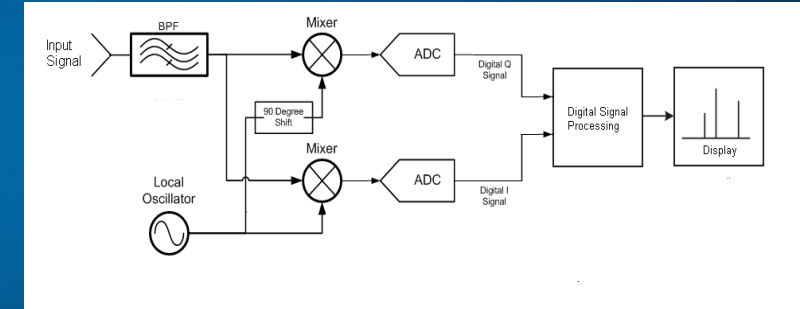 BPF
Mixer
Input
Signal
ADC
Digital Q
Signal
90 Degree
Shift
Digital Signal
Processing
Display
Mixer
Local
Oscillator
ADC
Digital I
Signal